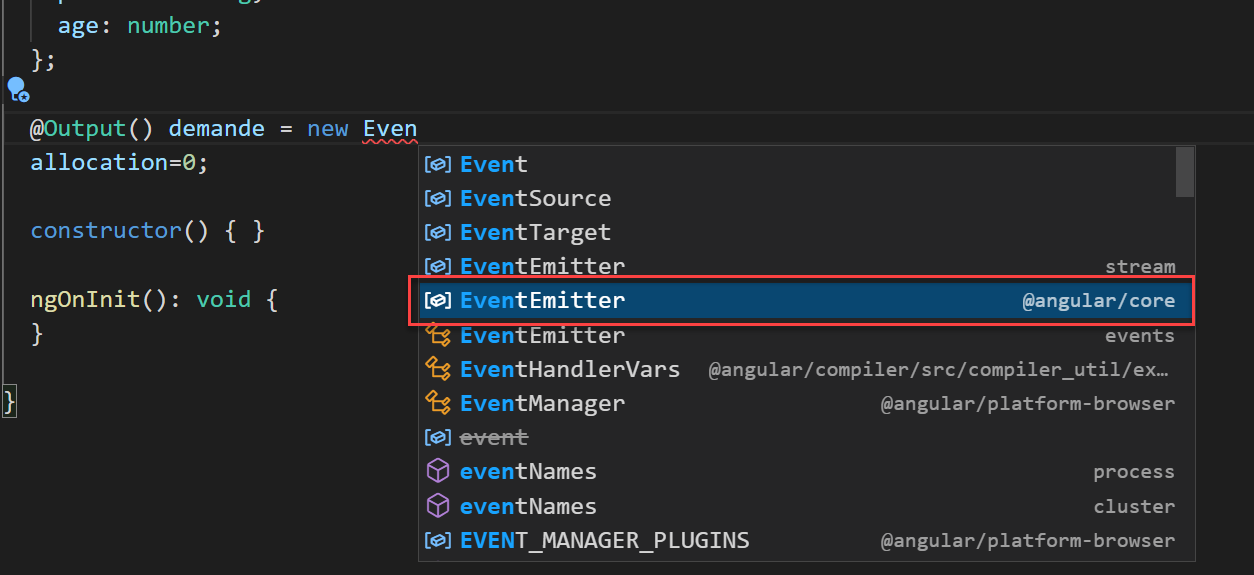 age: number;
};
@Output() demande = new Even
allocation=0;
constructor() { }
ngOnInit(): void {
}
}
Event
EventSource
EventTarget
EventEmitter stream
EventEmitter @angular/core
EventEmitter events
EventHandlerVars @angular/compiler/src/compiler_util/ex…
EventManager @angular/platform-browser
event
eventNames process
eventNames cluster
EVENT_MANAGER_PLUGINS @angular/platform-browser